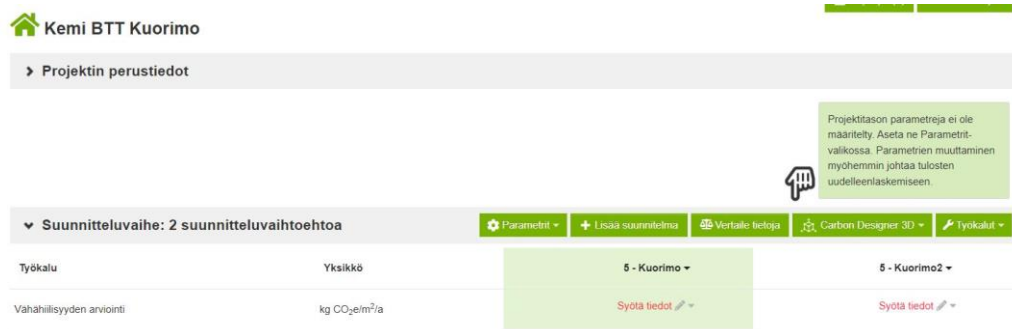 Kemi BTT Kuorimo
Projektin perustiedot
Projektitason parametreja ei ole
määritelty. Aseta ne Parametrit-
valikossa. Parametrien muuttaminen
myöhemmin johtaa tulosten
uudelleenlaskemiseen.
Suunnitteluvaihe: 2 suunnitteluvaihtoehtoa Parametrit Lisää suunnitelma Vertaile tietoja Carbon Designer 3D Työkalut
Työkalu Yksikkö 5 - Kuorimo 5 - Kuorimo2
Vähähiilisyyden arviointi kg CO₂e/m²/a Syötä tiedot Syötä tiedot